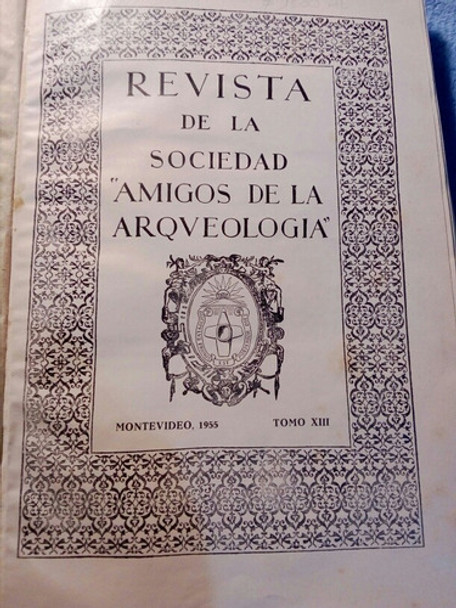 REVISTA
DE LA
SOCIEDAD
"AMIGOS DE LA
ARQVEOLOGIA"
MONTEVIDEO, 1955 TOMO XIII